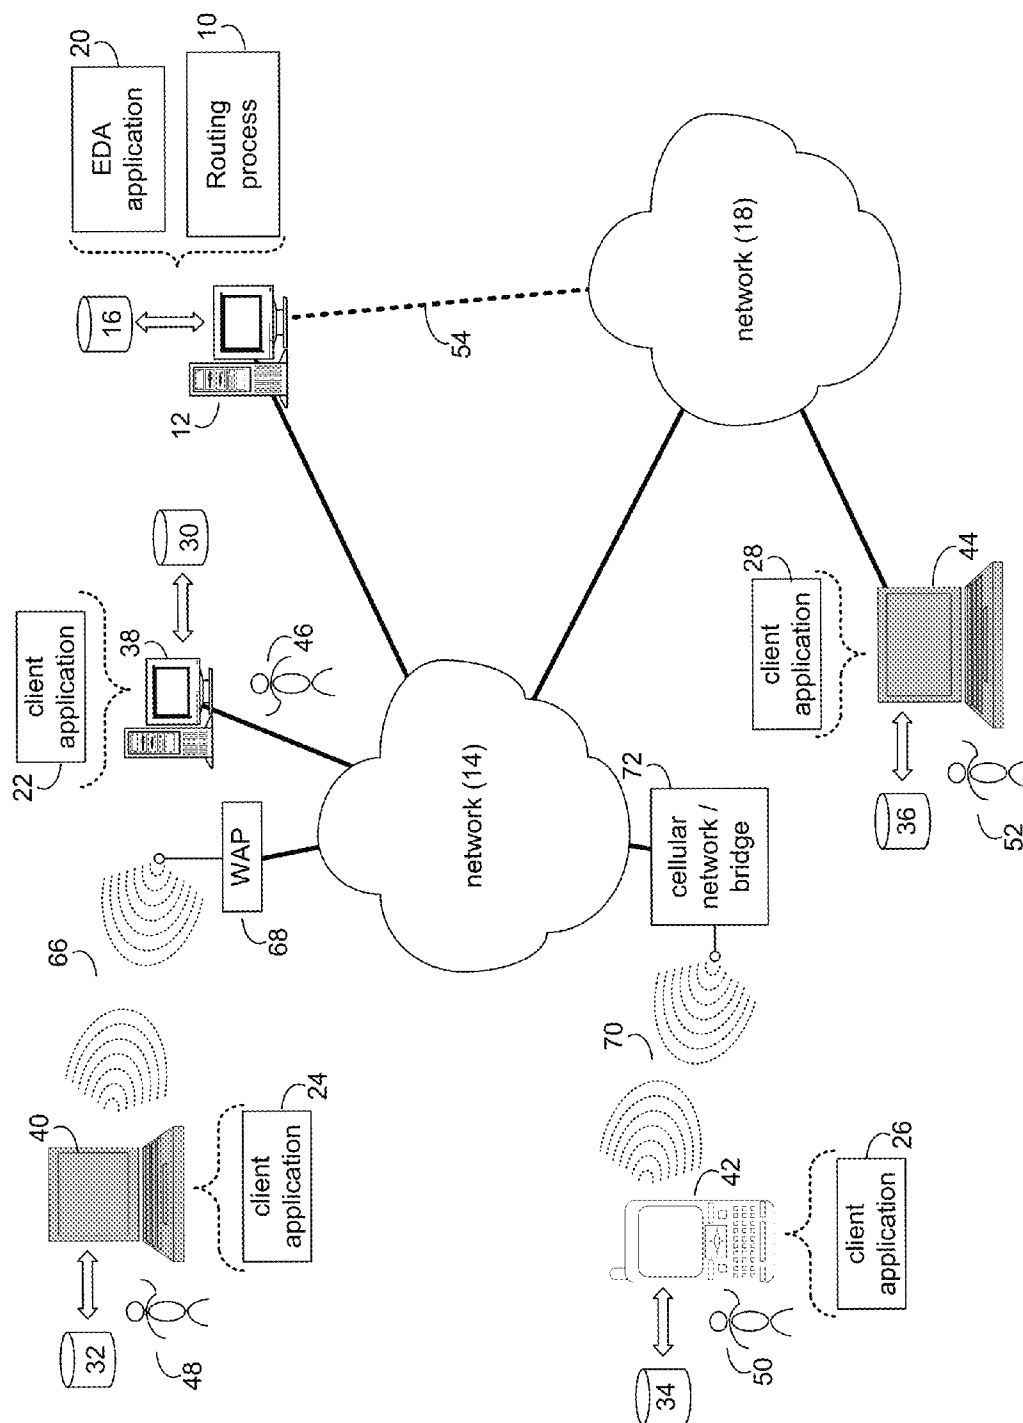 20
EDA
application
10
Routing
process
16
12
54
network (18)
30
client
application
22
38
46
network (14)
WAP
68
66
40
32
48
24
client
application
72
cellular
network /
bridge
70
42
34
50
26
client
application
28
client
application
44
36
52